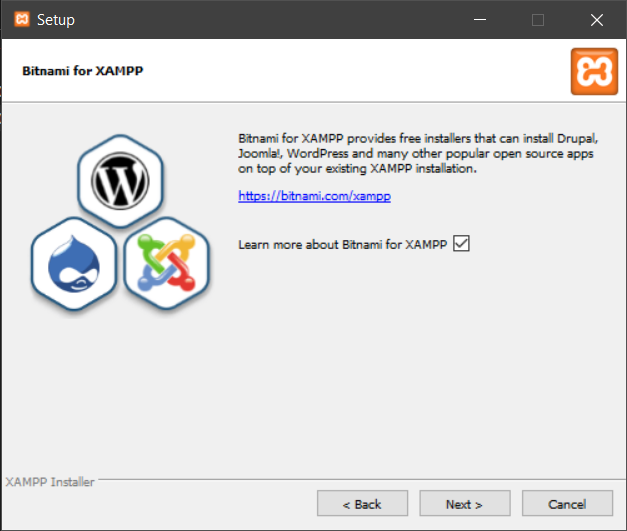 Setup
Bitnami for XAMPP
Bitnami for XAMPP provides free installers that can install Drupal,
Joomla!, WordPress and many other popular open source apps
on top of your existing XAMPP installation.
https://bitnami.com/xampp
Learn more about Bitnami for XAMPP
XAMPP Installer
< Back
Next >
Cancel